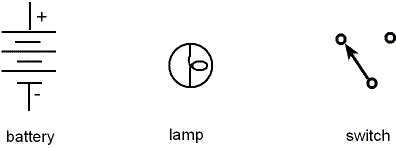 +
-
battery
lamp
switch